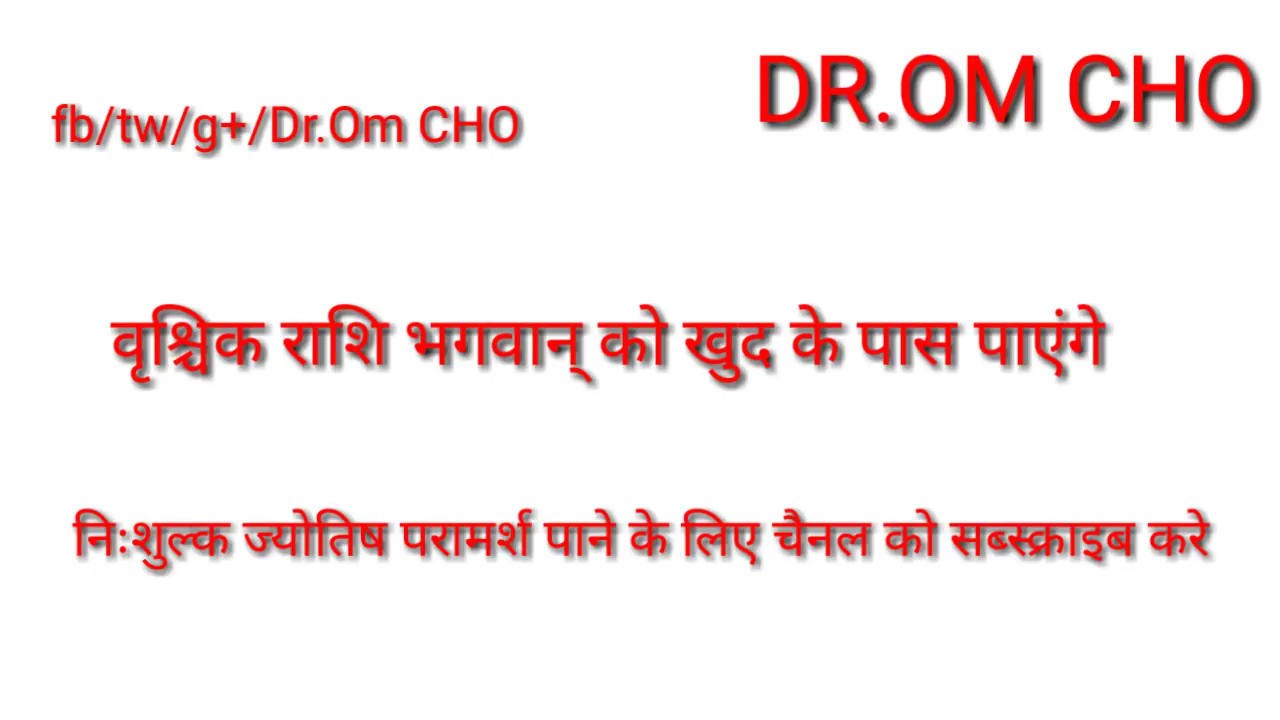 DR.OM CHO
fb/tw/g+/Dr.Om CHO
वृश्चिक राशि भगवान् को खुद के पास पाएंगे
निःशुल्क ज्योतिष परामर्श पाने के लिए चैनल को सब्स्क्राइब करे